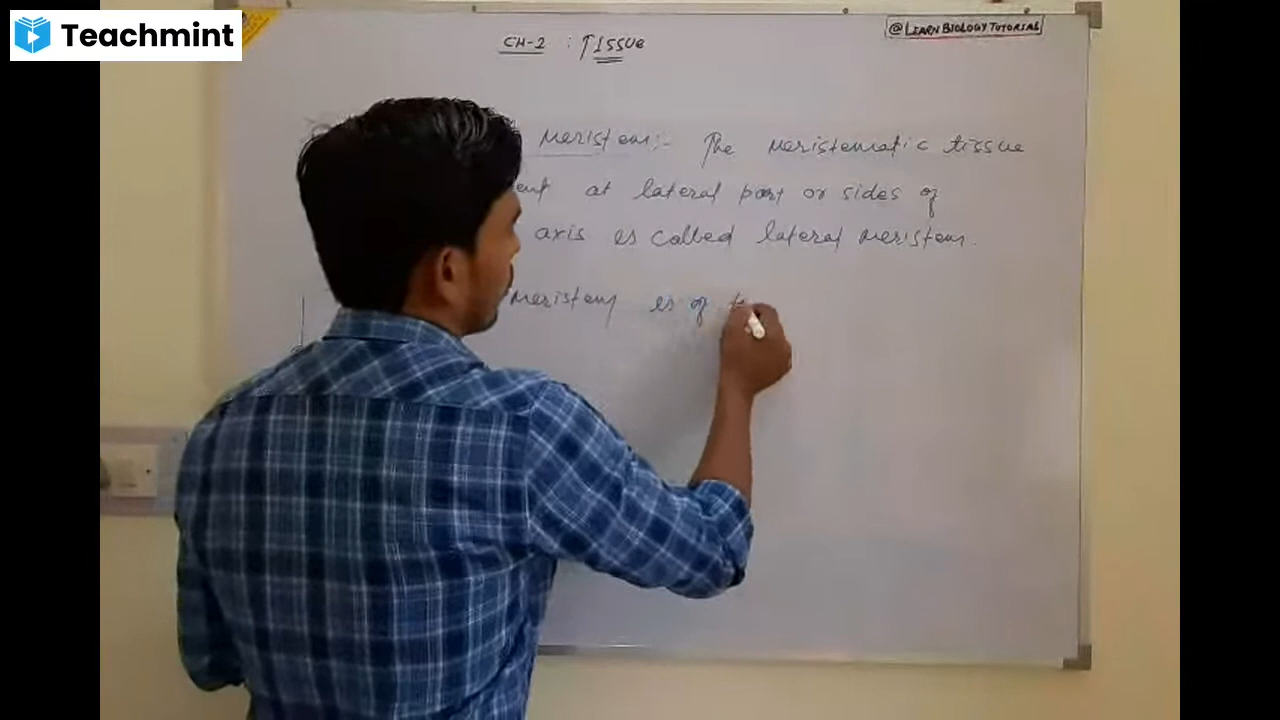 Teachmint
@LEARN BIOLOGY TUTORIAL
CH-2 : TISSUE
Meristem:- The Meristematic tissue
ent at lateral part or sides of
axis is called lateral Meristem.
Meristem is of t